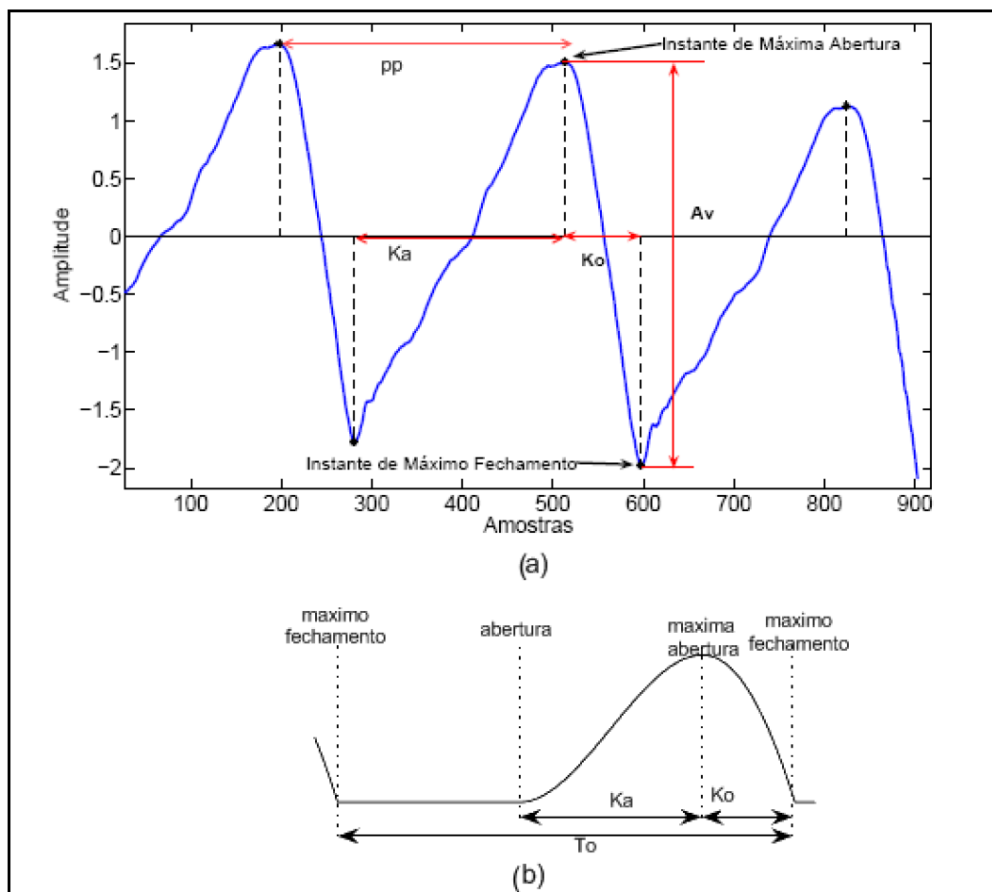 Instante de Máxima Abertura
pp
1.5
1
0.5
0
−0.5
−1
−1.5
−2
Amplitude
Av
Ka
Ko
Instante de Máximo Fechamento
100 200 300 400 500 600 700 800 900
Amostras
(a)
maximo
fechamento
abertura
maxima
abertura
maximo
fechamento
Ka
Ko
To
(b)